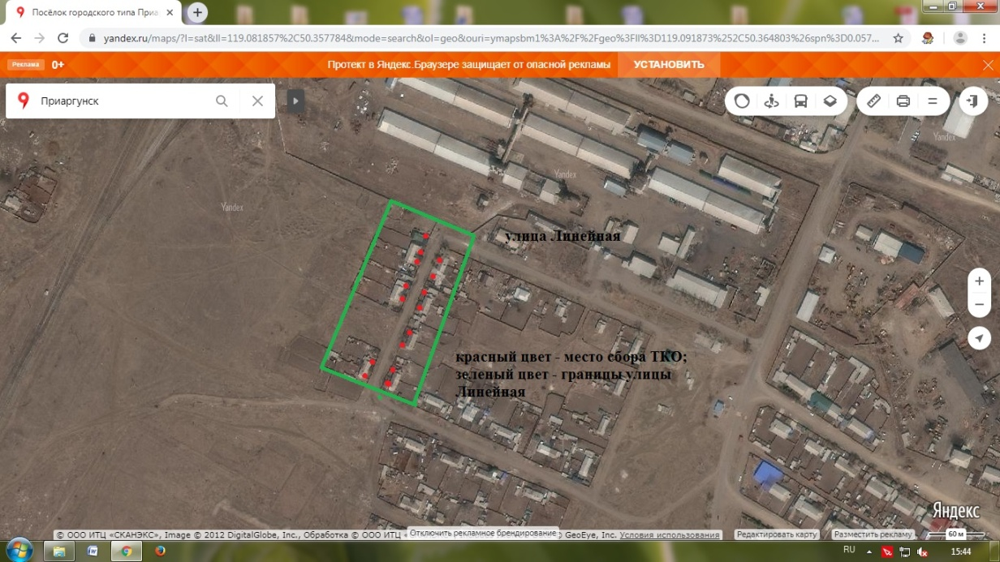 Посёлок городского типа Приа
yandex.ru/maps/?l=sat&ll=119.081857%2C50.357784&mode=search&ol=geo&ouri=ymapsbm1%3A%2F%2Fgeo%3Fll%3D119.091873%252C50.364803%26spn%3D0.057...
Реклама 0+ Протект в Яндекс.Браузере защищает от опасной рекламы УСТАНОВИТЬ
Приаргунск
Yandex
Yandex
Yandex
улица Линейная
красный цвет - место сбора ТКО;
зеленый цвет - границы улицы
Линейная
Яндекс
© ООО ИТЦ «СКАНЭКС», Image © 2012 DigitalGlobe, Inc., Обработка © ООО ИТЦ « Отключить рекламное брендирование © GeoEye, Inc. Условия использования Редактировать карту Разместить рекламу 60 м
RU 15:44